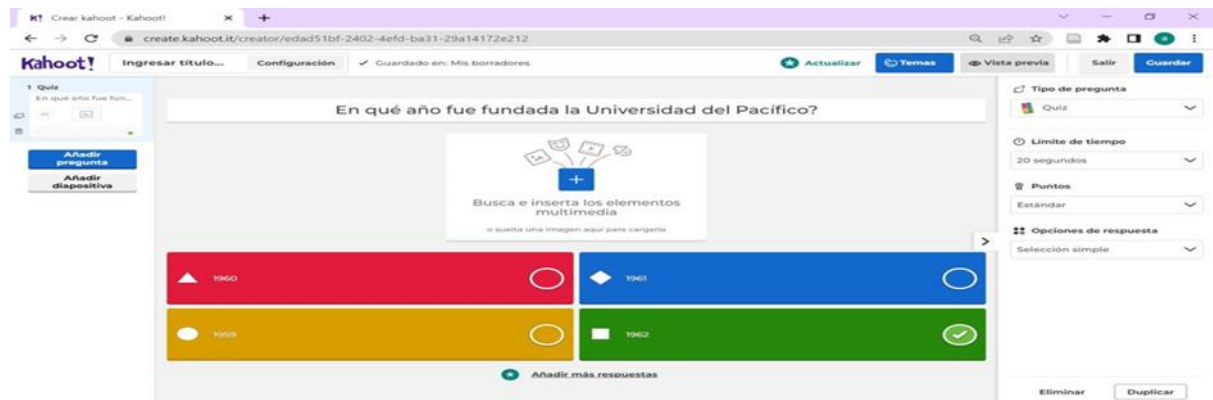 K! Crear kahoot - Kahoot!
create.kahoot.it/creator/edad51bf-2402-4efd-ba31-29a14172e212
Kahoot! Ingresar título... Configuración Guardado en: Mis borradores Actualizar Temas Vista previa Salir Guardar
1 Quiz
En qué año fue fun...
Añadir pregunta
Añadir diapositiva
En qué año fue fundada la Universidad del Pacífico?
Busca e inserta los elementos
multimedia
o suelta una imagen aquí para cargarla
1960
1961
1959
1962
Añadir más respuestas
Tipo de pregunta
Quiz
Límite de tiempo
20 segundos
Puntos
Estándar
Opciones de respuesta
Selección simple
Eliminar Duplicar